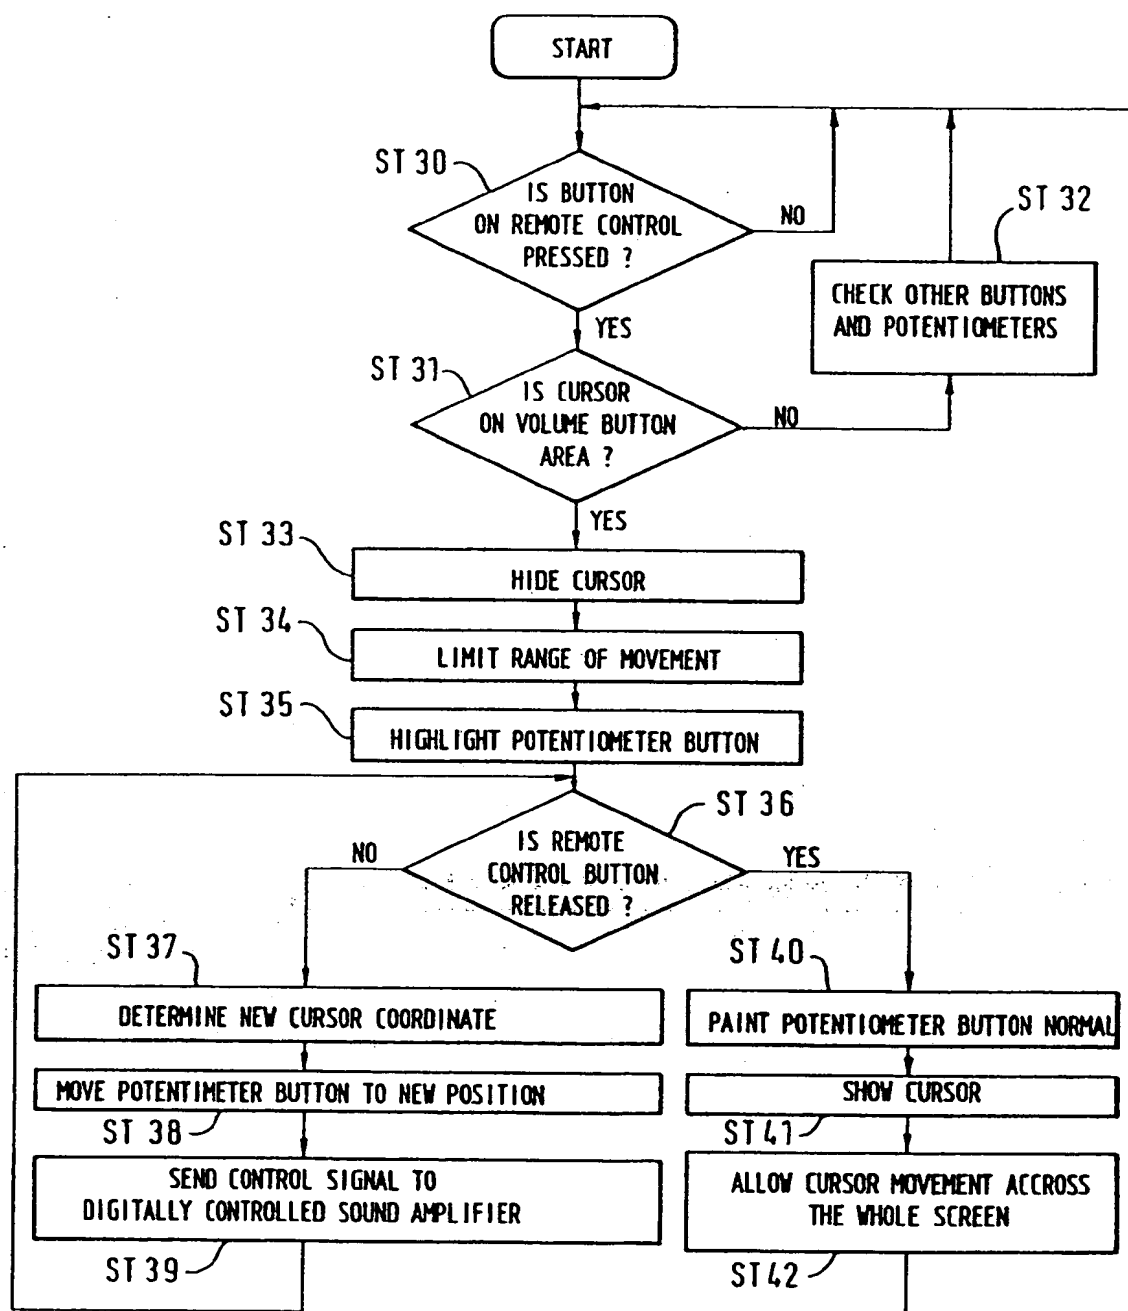 START
ST 30
IS BUTTON
ON REMOTE CONTROL
PRESSED ?
NO
ST 32
CHECK OTHER BUTTONS
AND POTENTIOMETERS
YES
ST 31
IS CURSOR
ON VOLUME BUTTON
AREA ?
NO
YES
ST 33
HIDE CURSOR
ST 34
LIMIT RANGE OF MOVEMENT
ST 35
HIGHLIGHT POTENTIOMETER BUTTON
ST 36
IS REMOTE
CONTROL BUTTON
RELEASED ?
NO
YES
ST 37
DETERMINE NEW CURSOR COORDINATE
MOVE POTENTIMETER BUTTON TO NEW POSITION
ST 38
SEND CONTROL SIGNAL TO
DIGITALLY CONTROLLED SOUND AMPLIFIER
ST 39
ST 40
PAINT POTENTIOMETER BUTTON NORMAL
SHOW CURSOR
ST 41
ALLOW CURSOR MOVEMENT ACCROSS
THE WHOLE SCREEN
ST 42